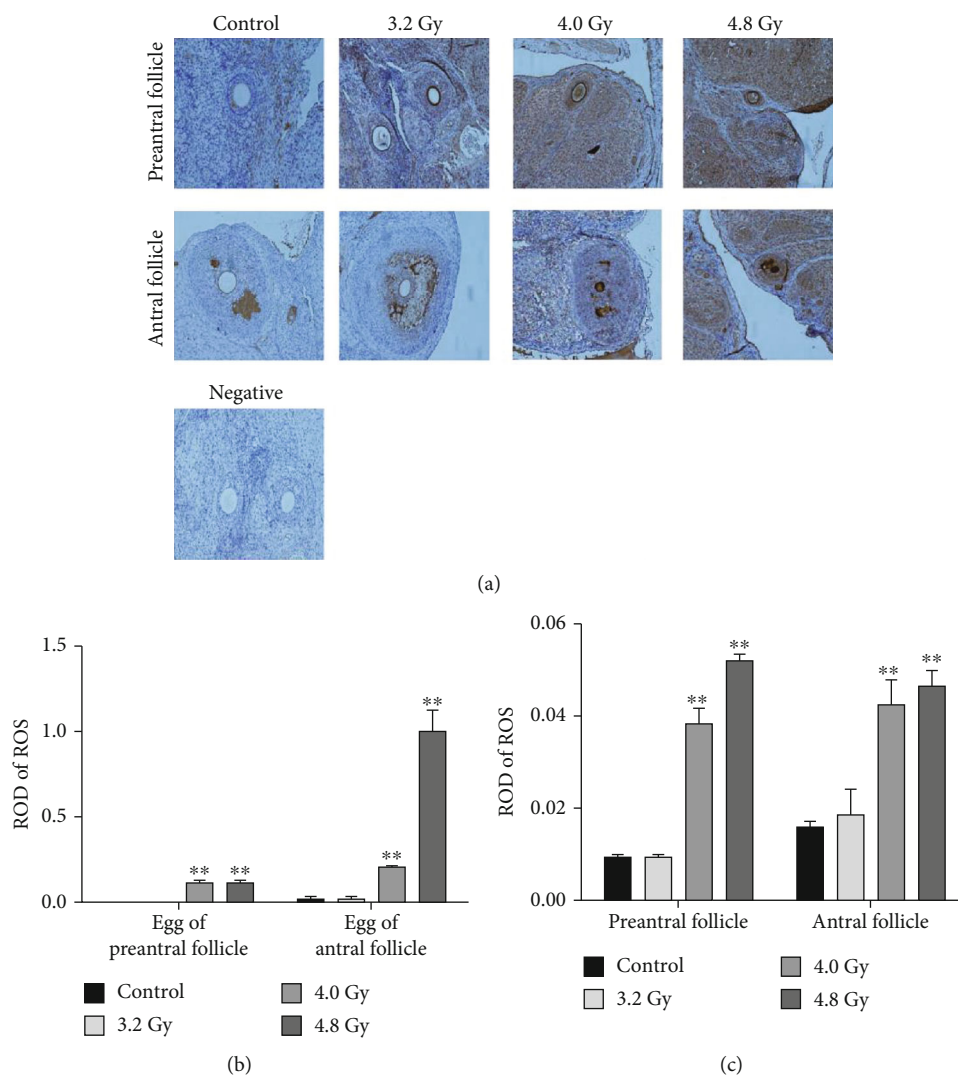 Control 3.2 Gy 4.0 Gy 4.8 Gy
Preantral follicle
Antral follicle
Negative
(a)
1.5
1.0
0.5
0.0
ROD of ROS
** ** ** **
Egg of preantral follicle
Egg of antral follicle
Control
3.2 Gy
4.0 Gy
4.8 Gy
(b)
0.06
0.04
0.02
0.00
ROD of ROS
** ** ** **
Preantral follicle Antral follicle
Control
3.2 Gy
4.0 Gy
4.8 Gy
(c)